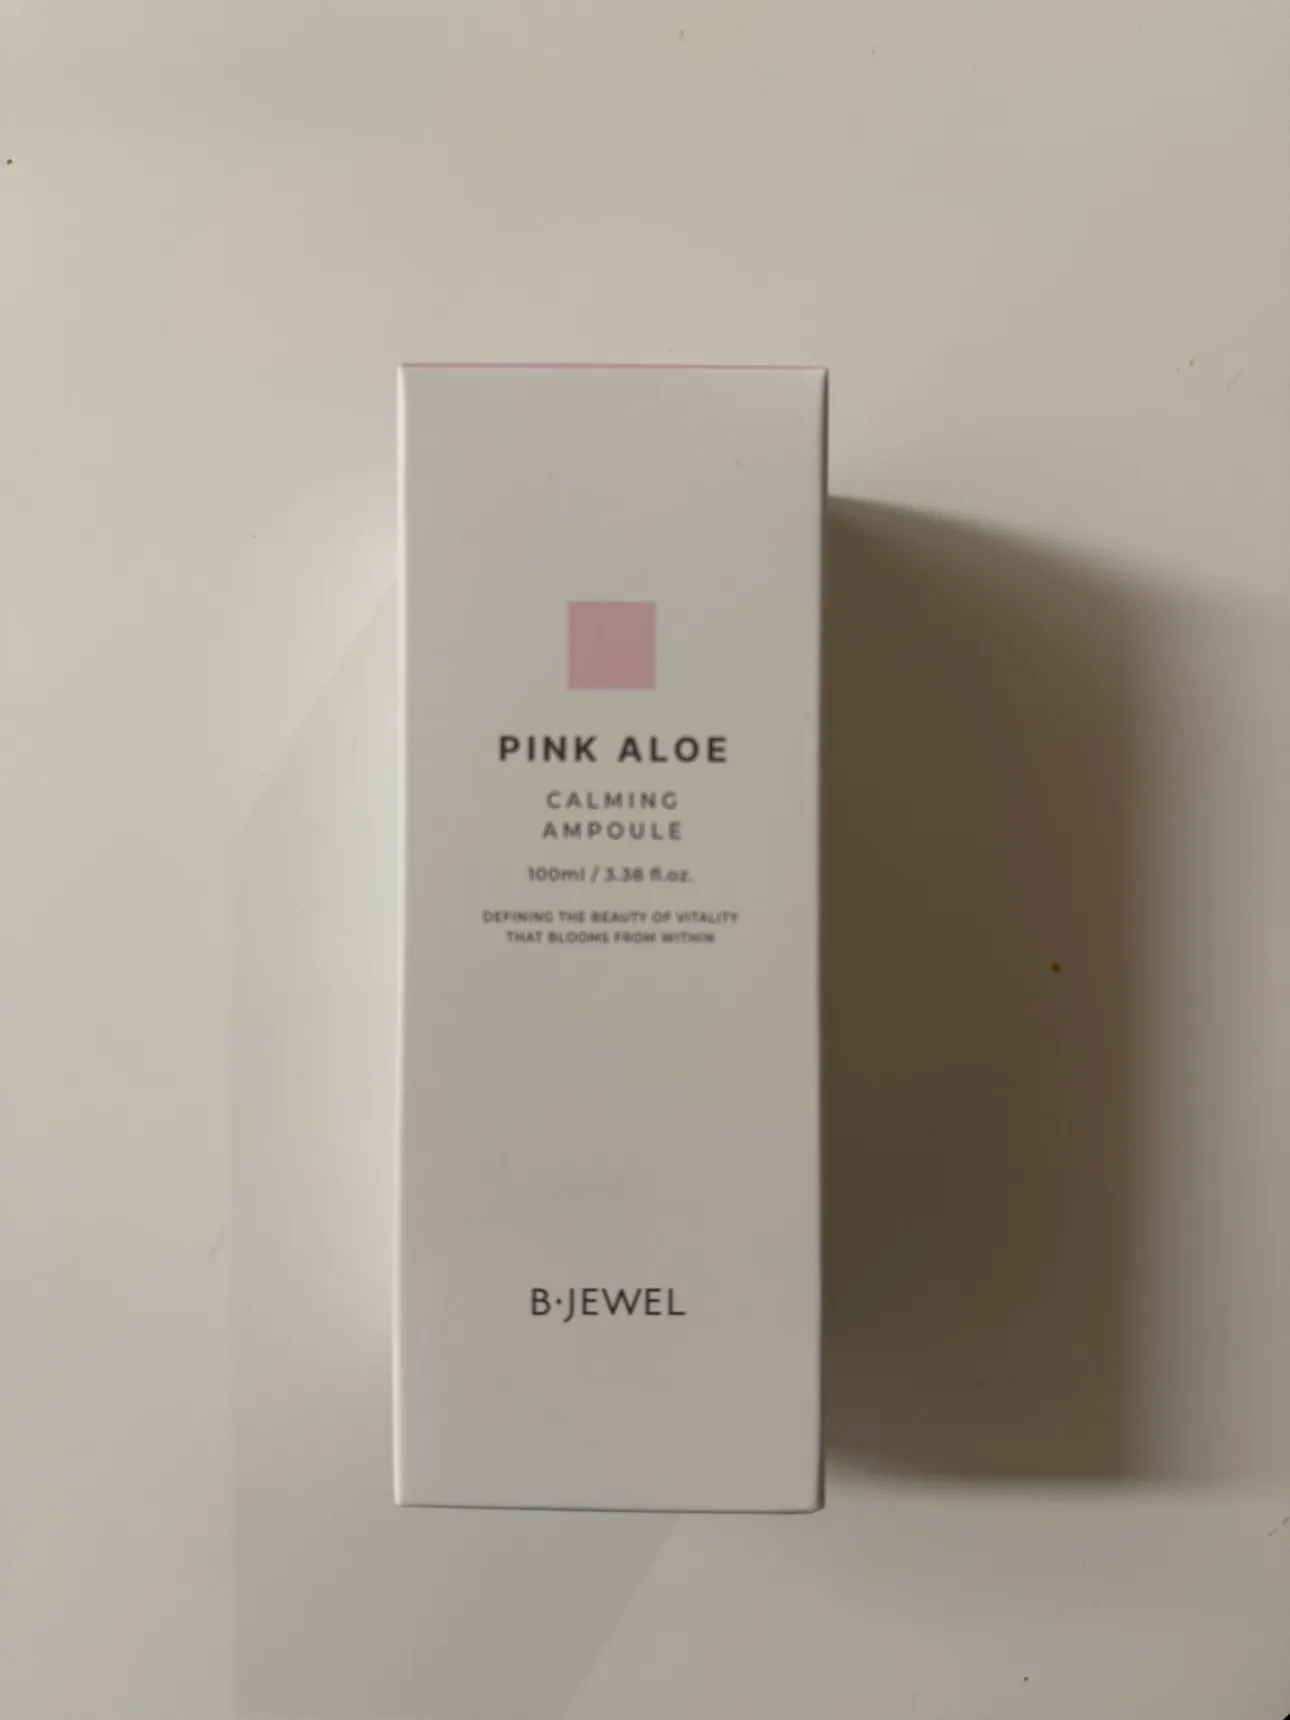 PINK ALOE
CALMING
AMPOULE
100ml / 3.38 fl.oz.
DEFINING THE BEAUTY OF VITALITY
THAT BLOOMS FROM WITHIN
B·JEWEL